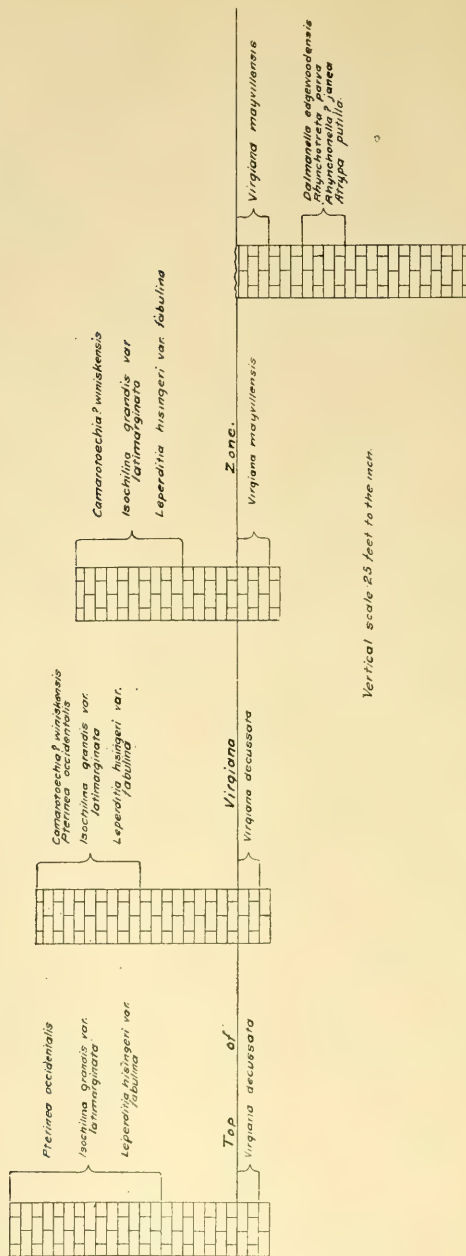 Pterinea occidentalis
Isochilina grandis var.
latimarginata
Leperditia hisingeri var.
fabulina
Camarotoechia? winiskensis
Pterinea occidentalis
Isochilina grandis var.
latimarginata
Leperditia hisingeri var.
fabulina
Camarotoechia? winiskensis
Isochilina grandis var
latimarginata
Leperditia hisingeri var. fabulina
Top of Virgiana Zone.
Virgiana decussata
Virgiana decussata
Virgiana mayvillensis
Virgiana mayvillensis
Dalmanella edgewoodensis
Rhynchotreta parva
Rhynchonella? janea
Atrypa putilla.
Vertical scale 25 feet to the inch.